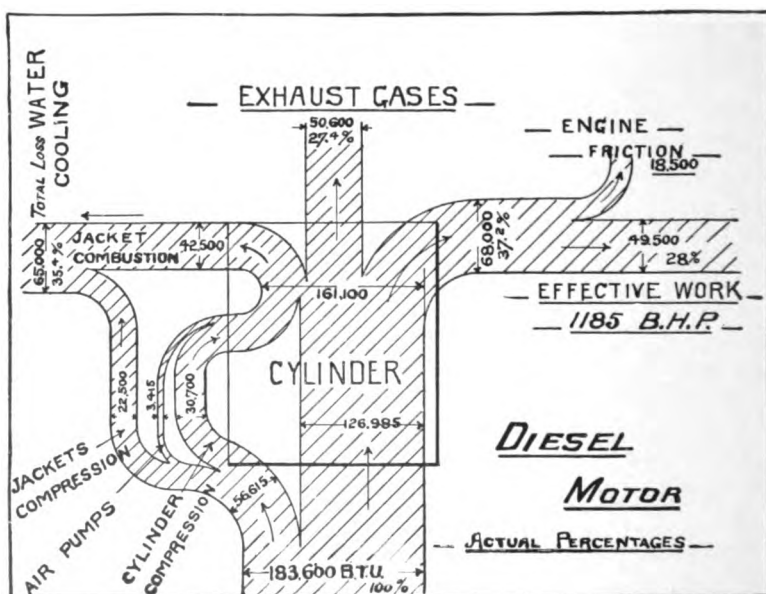 EXHAUST GASES
50,600
27.4%
ENGINE
FRICTION
18,500
Total Loss WATER
COOLING
65,000
35.4%
JACKET
COMBUSTION
42,500
68,000
37.2%
49,500
28%
EFFECTIVE WORK
1185 B.H.P.
161,100
CYLINDER
22,500
3,415
30,700
126,985
JACKETS
COMPRESSION
AIR PUMPS
CYLINDER
COMPRESSION
56,615
183,600 B.T.U.
100%
DIESEL
MOTOR
ACTUAL PERCENTAGES